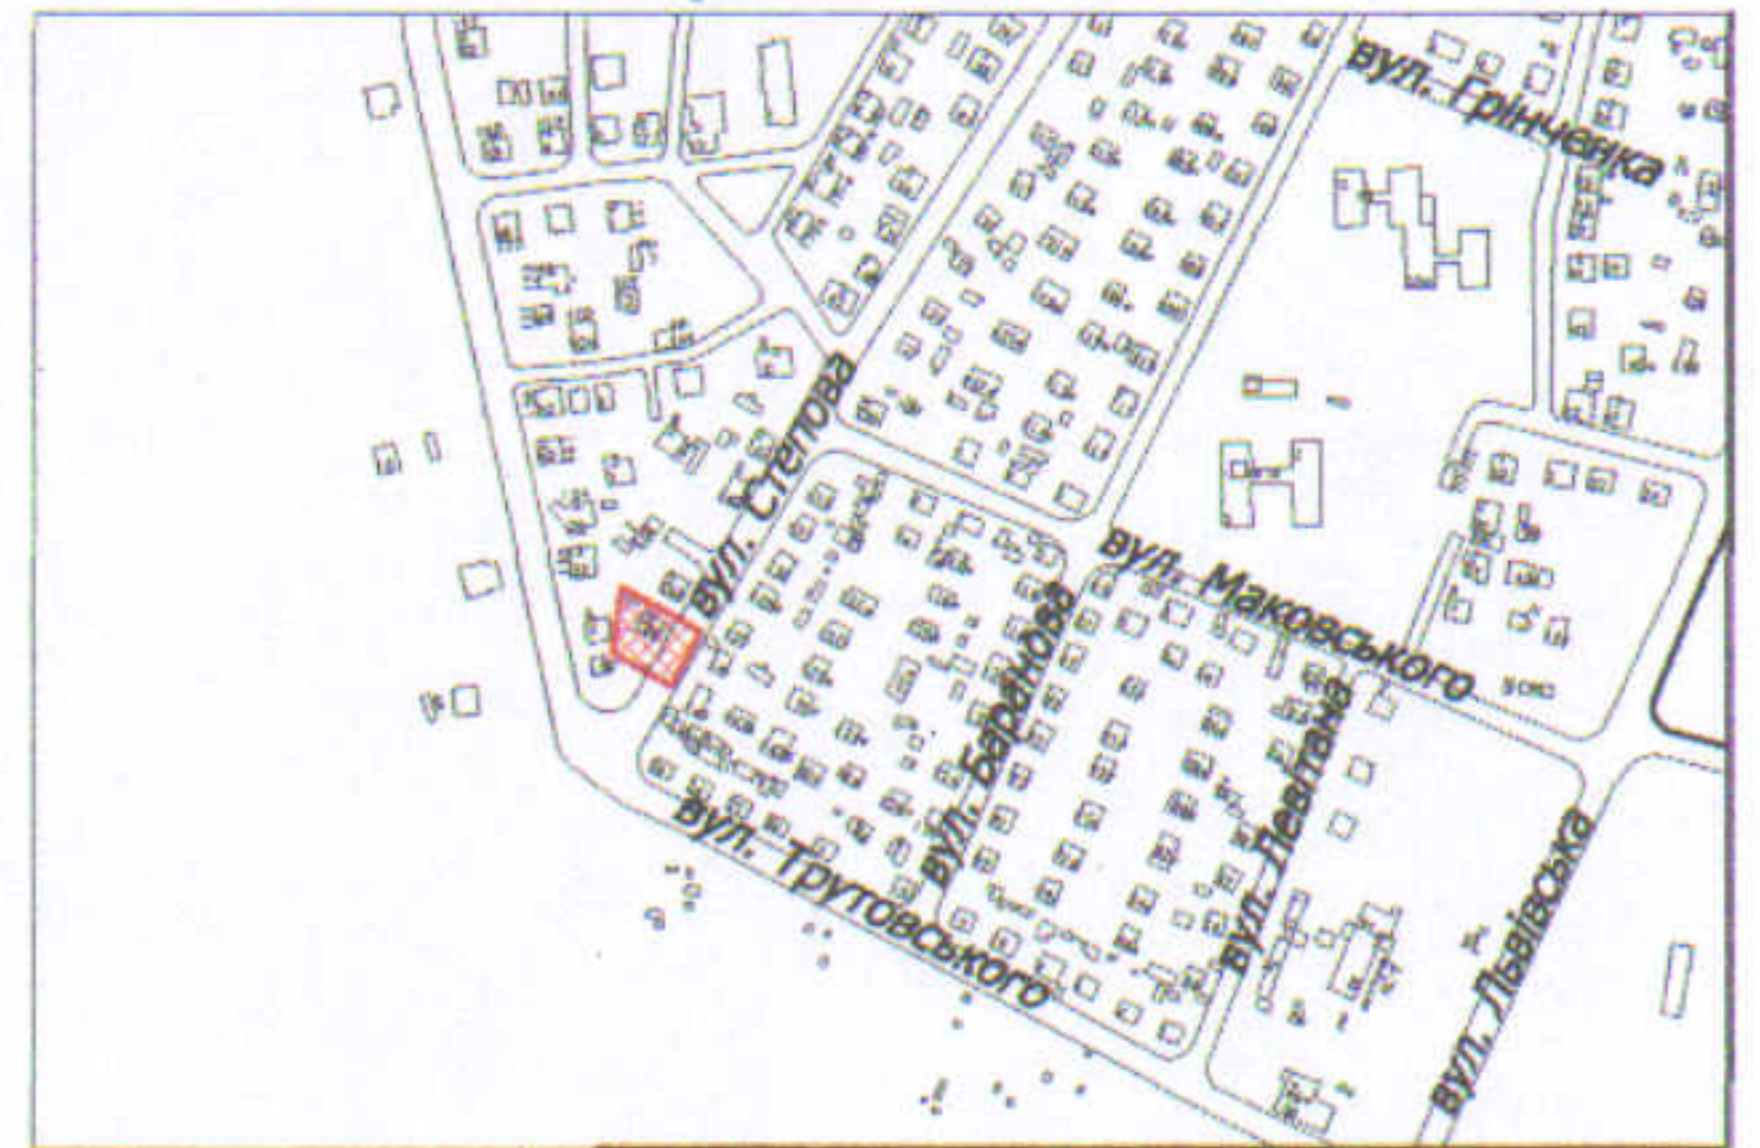 вул. Грінченка
вул. Степова
вул. Маковського
вул. Баранова
вул. Левітана
вул. Трутовського
вул. Львівська